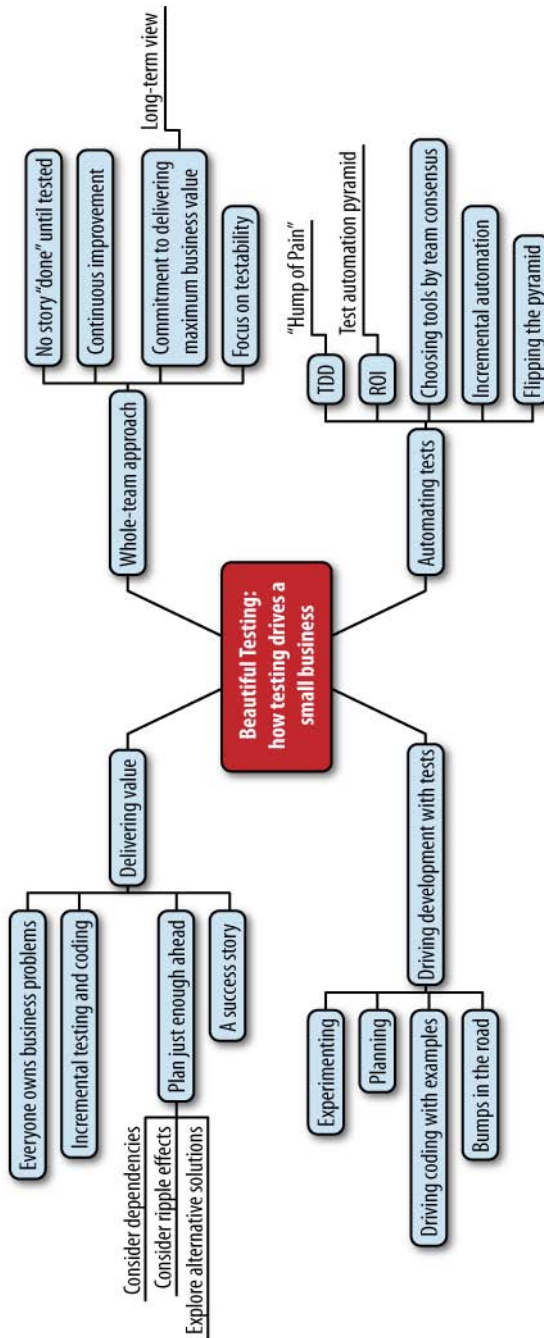 Beautiful Testing:
how testing drives a
small business
Whole-team approach
No story “done” until tested
Continuous improvement
Commitment to delivering
maximum business value
Long-term view
Focus on testability
Automating tests
TDD
“Hump of Pain”
ROI
Test automation pyramid
Choosing tools by team consensus
Incremental automation
Flipping the pyramid
Delivering value
Everyone owns business problems
Incremental testing and coding
Plan just enough ahead
Consider dependencies
Consider ripple effects
Explore alternative solutions
A success story
Driving development with tests
Experimenting
Planning
Driving coding with examples
Bumps in the road